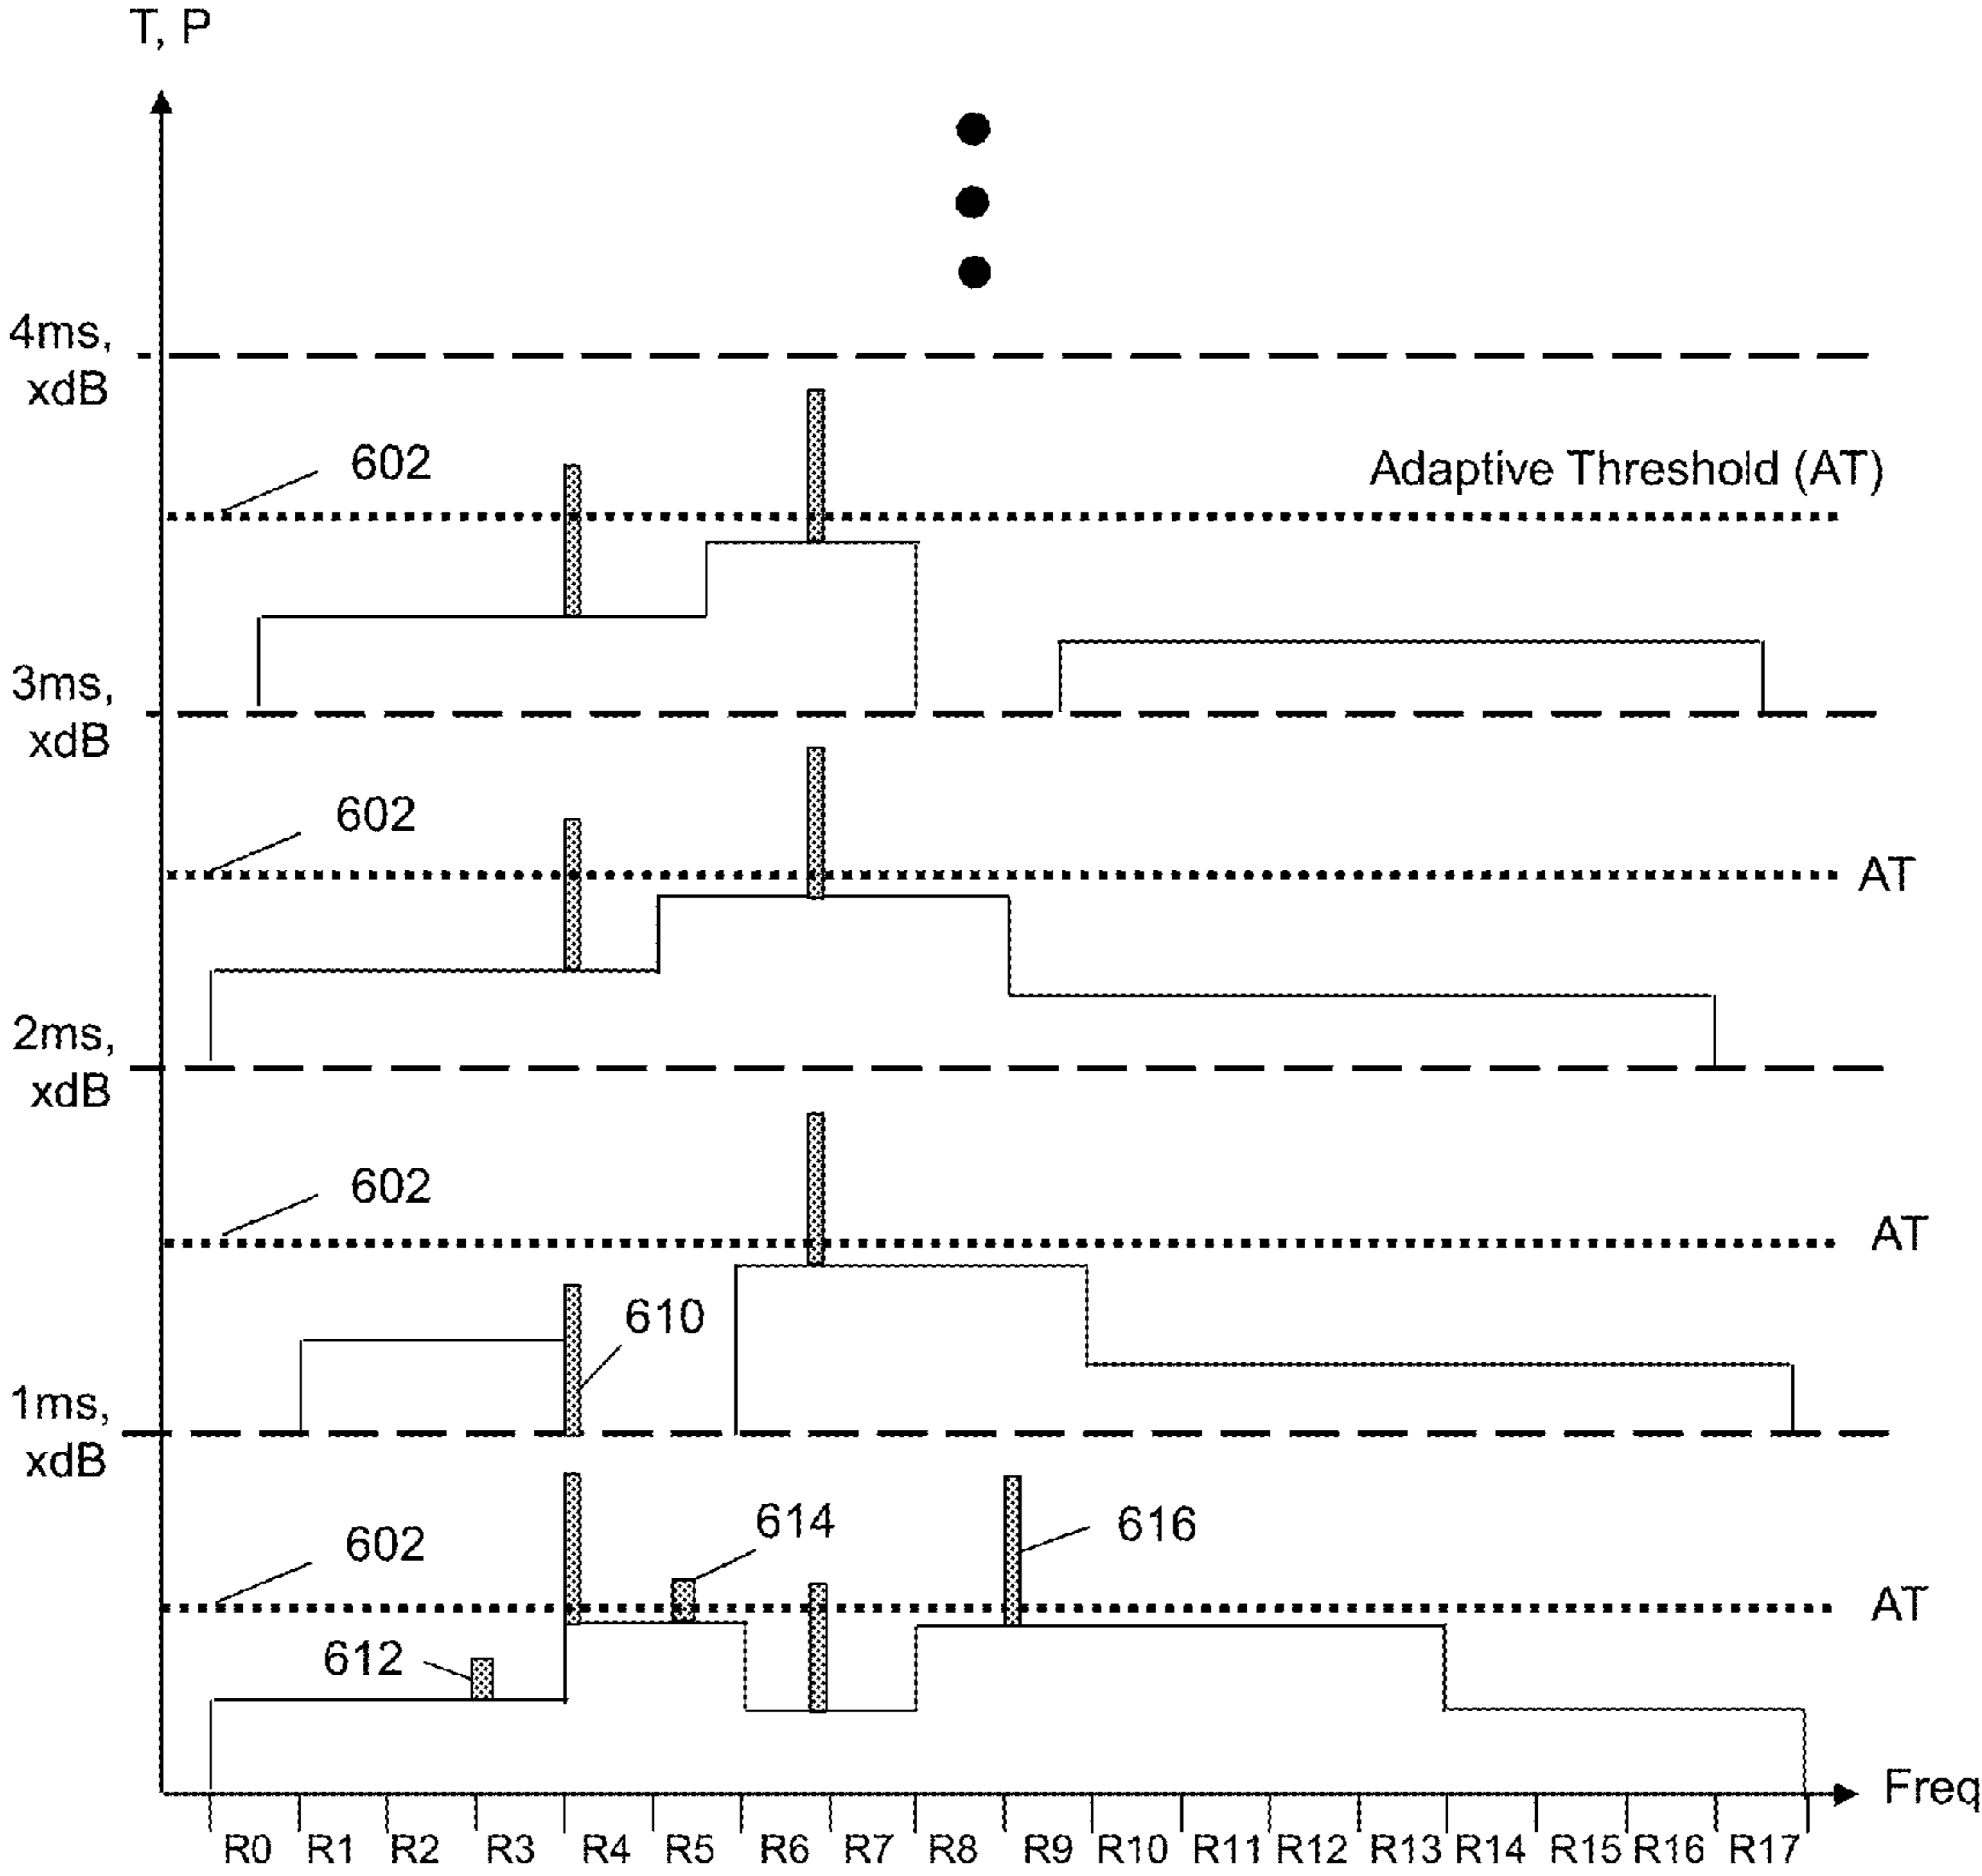 T, P
4ms,
xdB
602
Adaptive Threshold (AT)
3ms,
xdB
602
AT
2ms,
xdB
602
AT
610
1ms,
xdB
614
616
602
AT
612
Freq
R0 R1 R2 R3 R4 R5 R6 R7 R8 R9 R10 R11 R12 R13 R14 R15 R16 R17